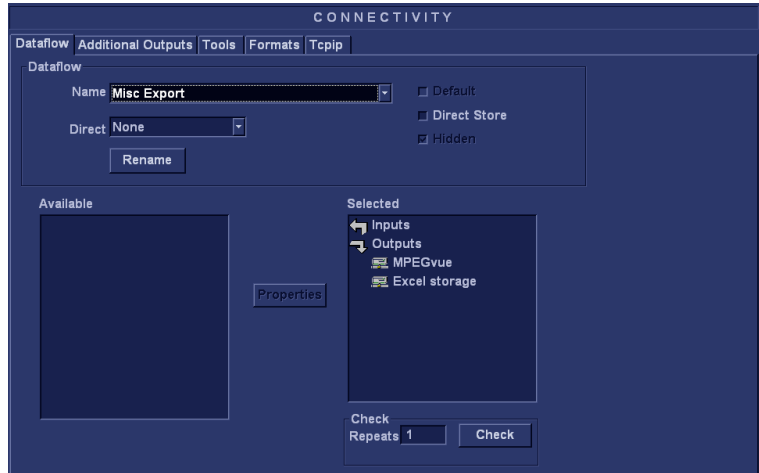 CONNECTIVITY
Dataflow Additional Outputs Tools Formats Tcpip
Dataflow
Name Misc Export
Default
Direct Store
Direct None
Hidden
Rename
Available
Selected
Inputs
Outputs
MPEGvue
Excel storage
Properties
Check
Repeats 1 Check